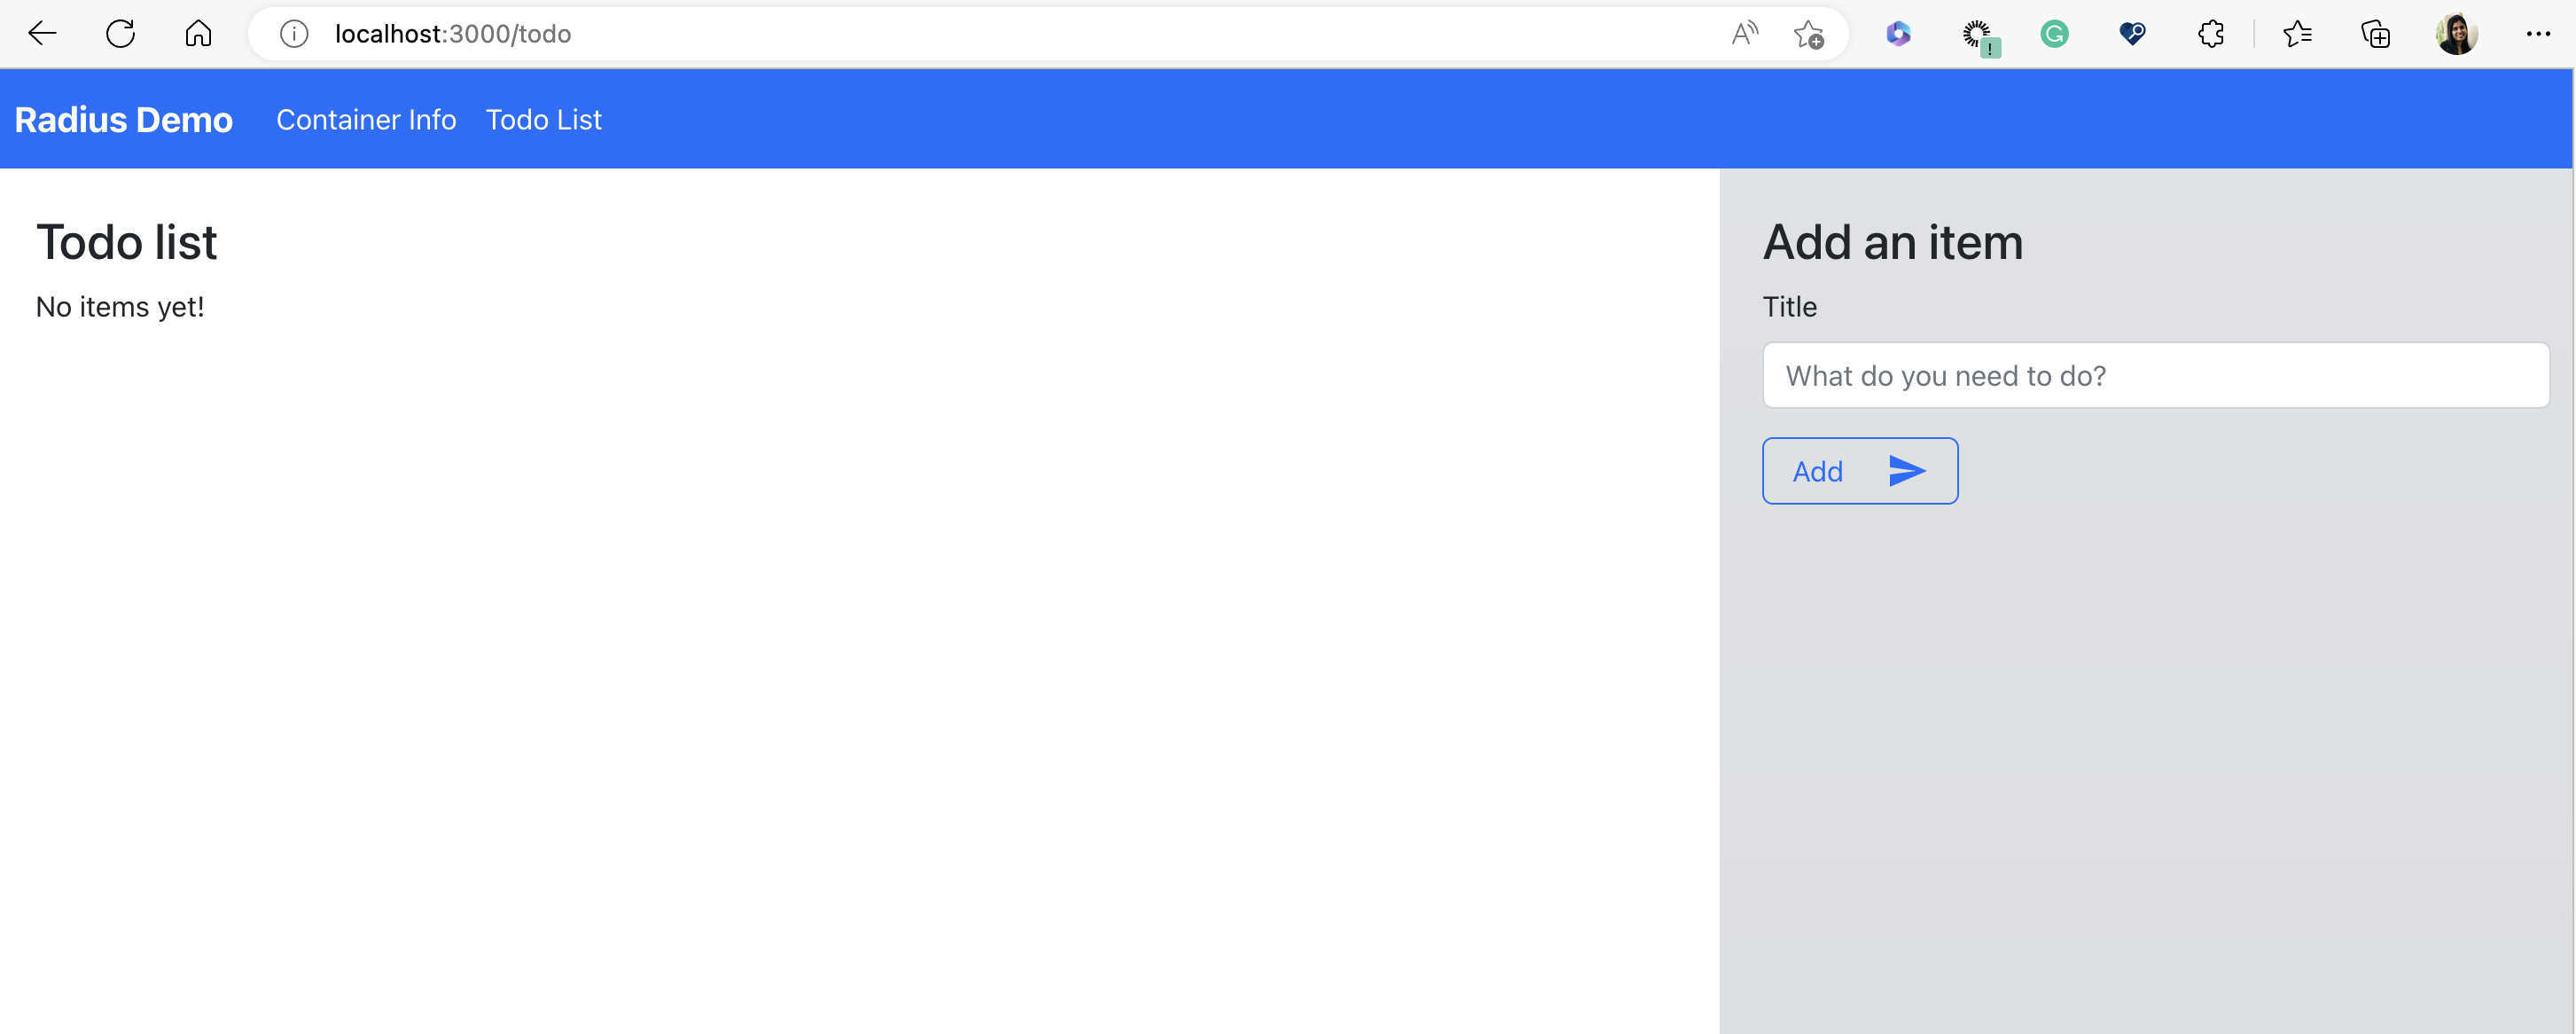 localhost:3000/todo
Radius Demo Container Info Todo List
Todo list
No items yet!
Add an item
Title
What do you need to do?
Add